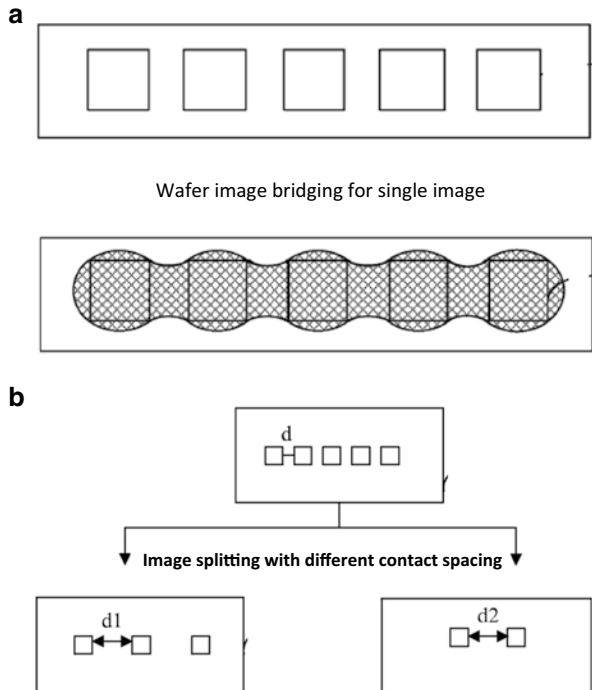 a
Wafer image bridging for single image
b
d
Image splitting with different contact spacing
d1
d2